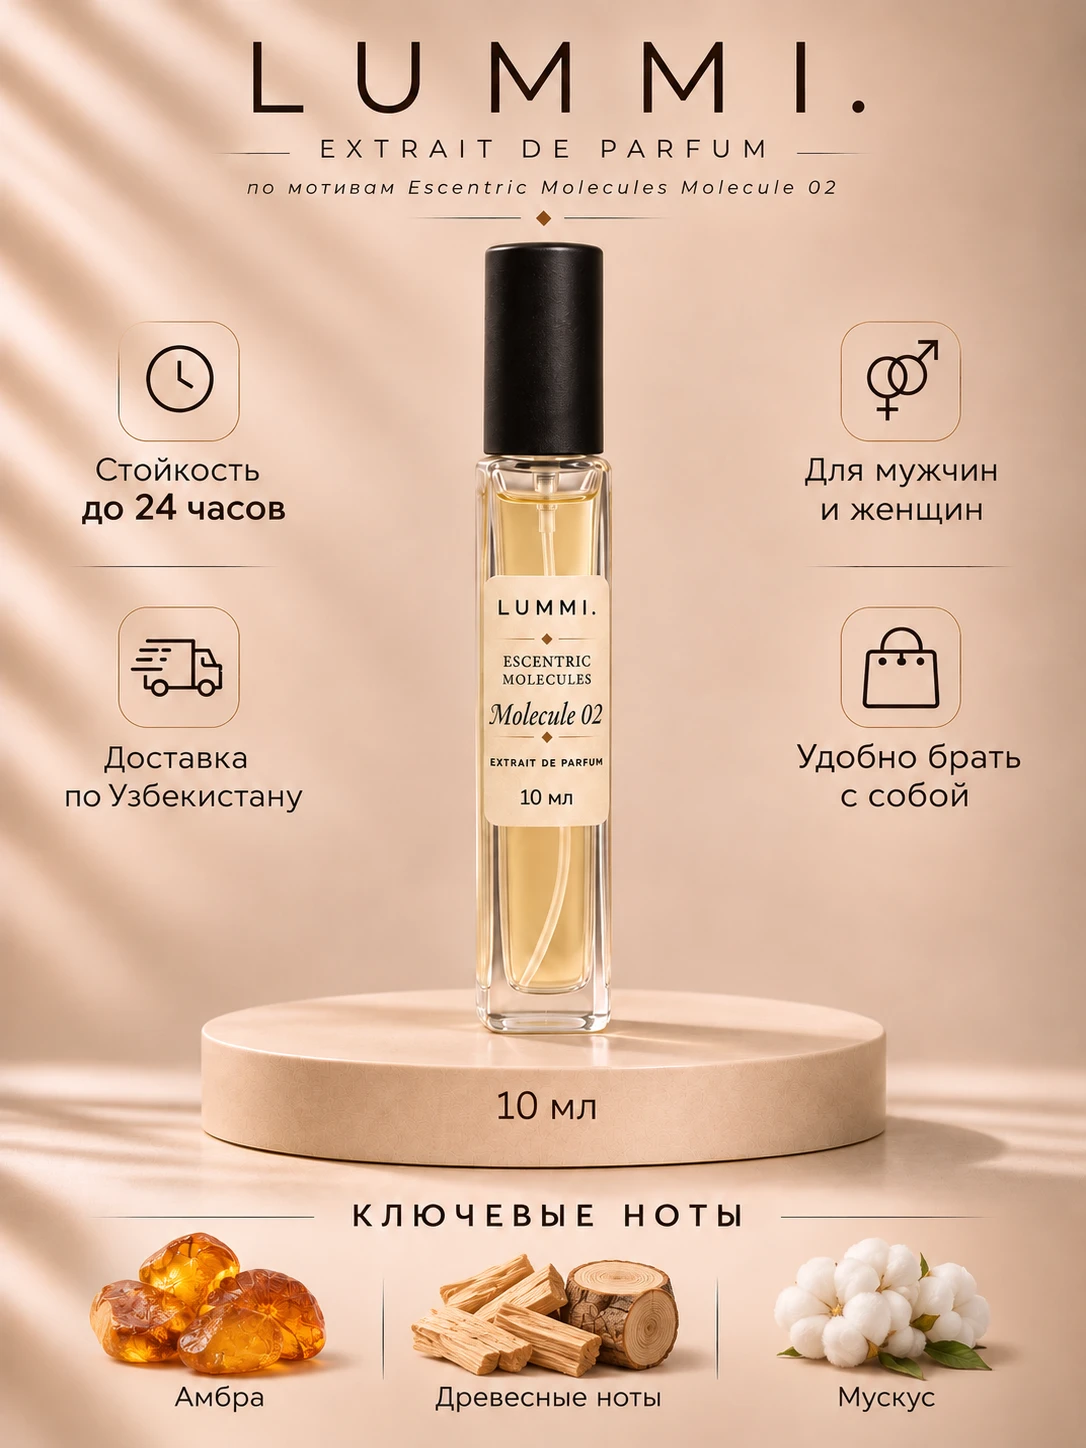 LUMMI.
EXTRAIT DE PARFUM
по мотивам Escentric Molecules Molecule 02
Стойкость
до 24 часов
Для мужчин
и женщин
Доставка
по Узбекистану
Удобно брать
с собой
LUMMI.
ESCENTRIC
MOLECULES
Molecule 02
EXTRAIT DE PARFUM
10 мл
10 мл
КЛЮЧЕВЫЕ НОТЫ
Амбра
Древесные ноты
Мускус